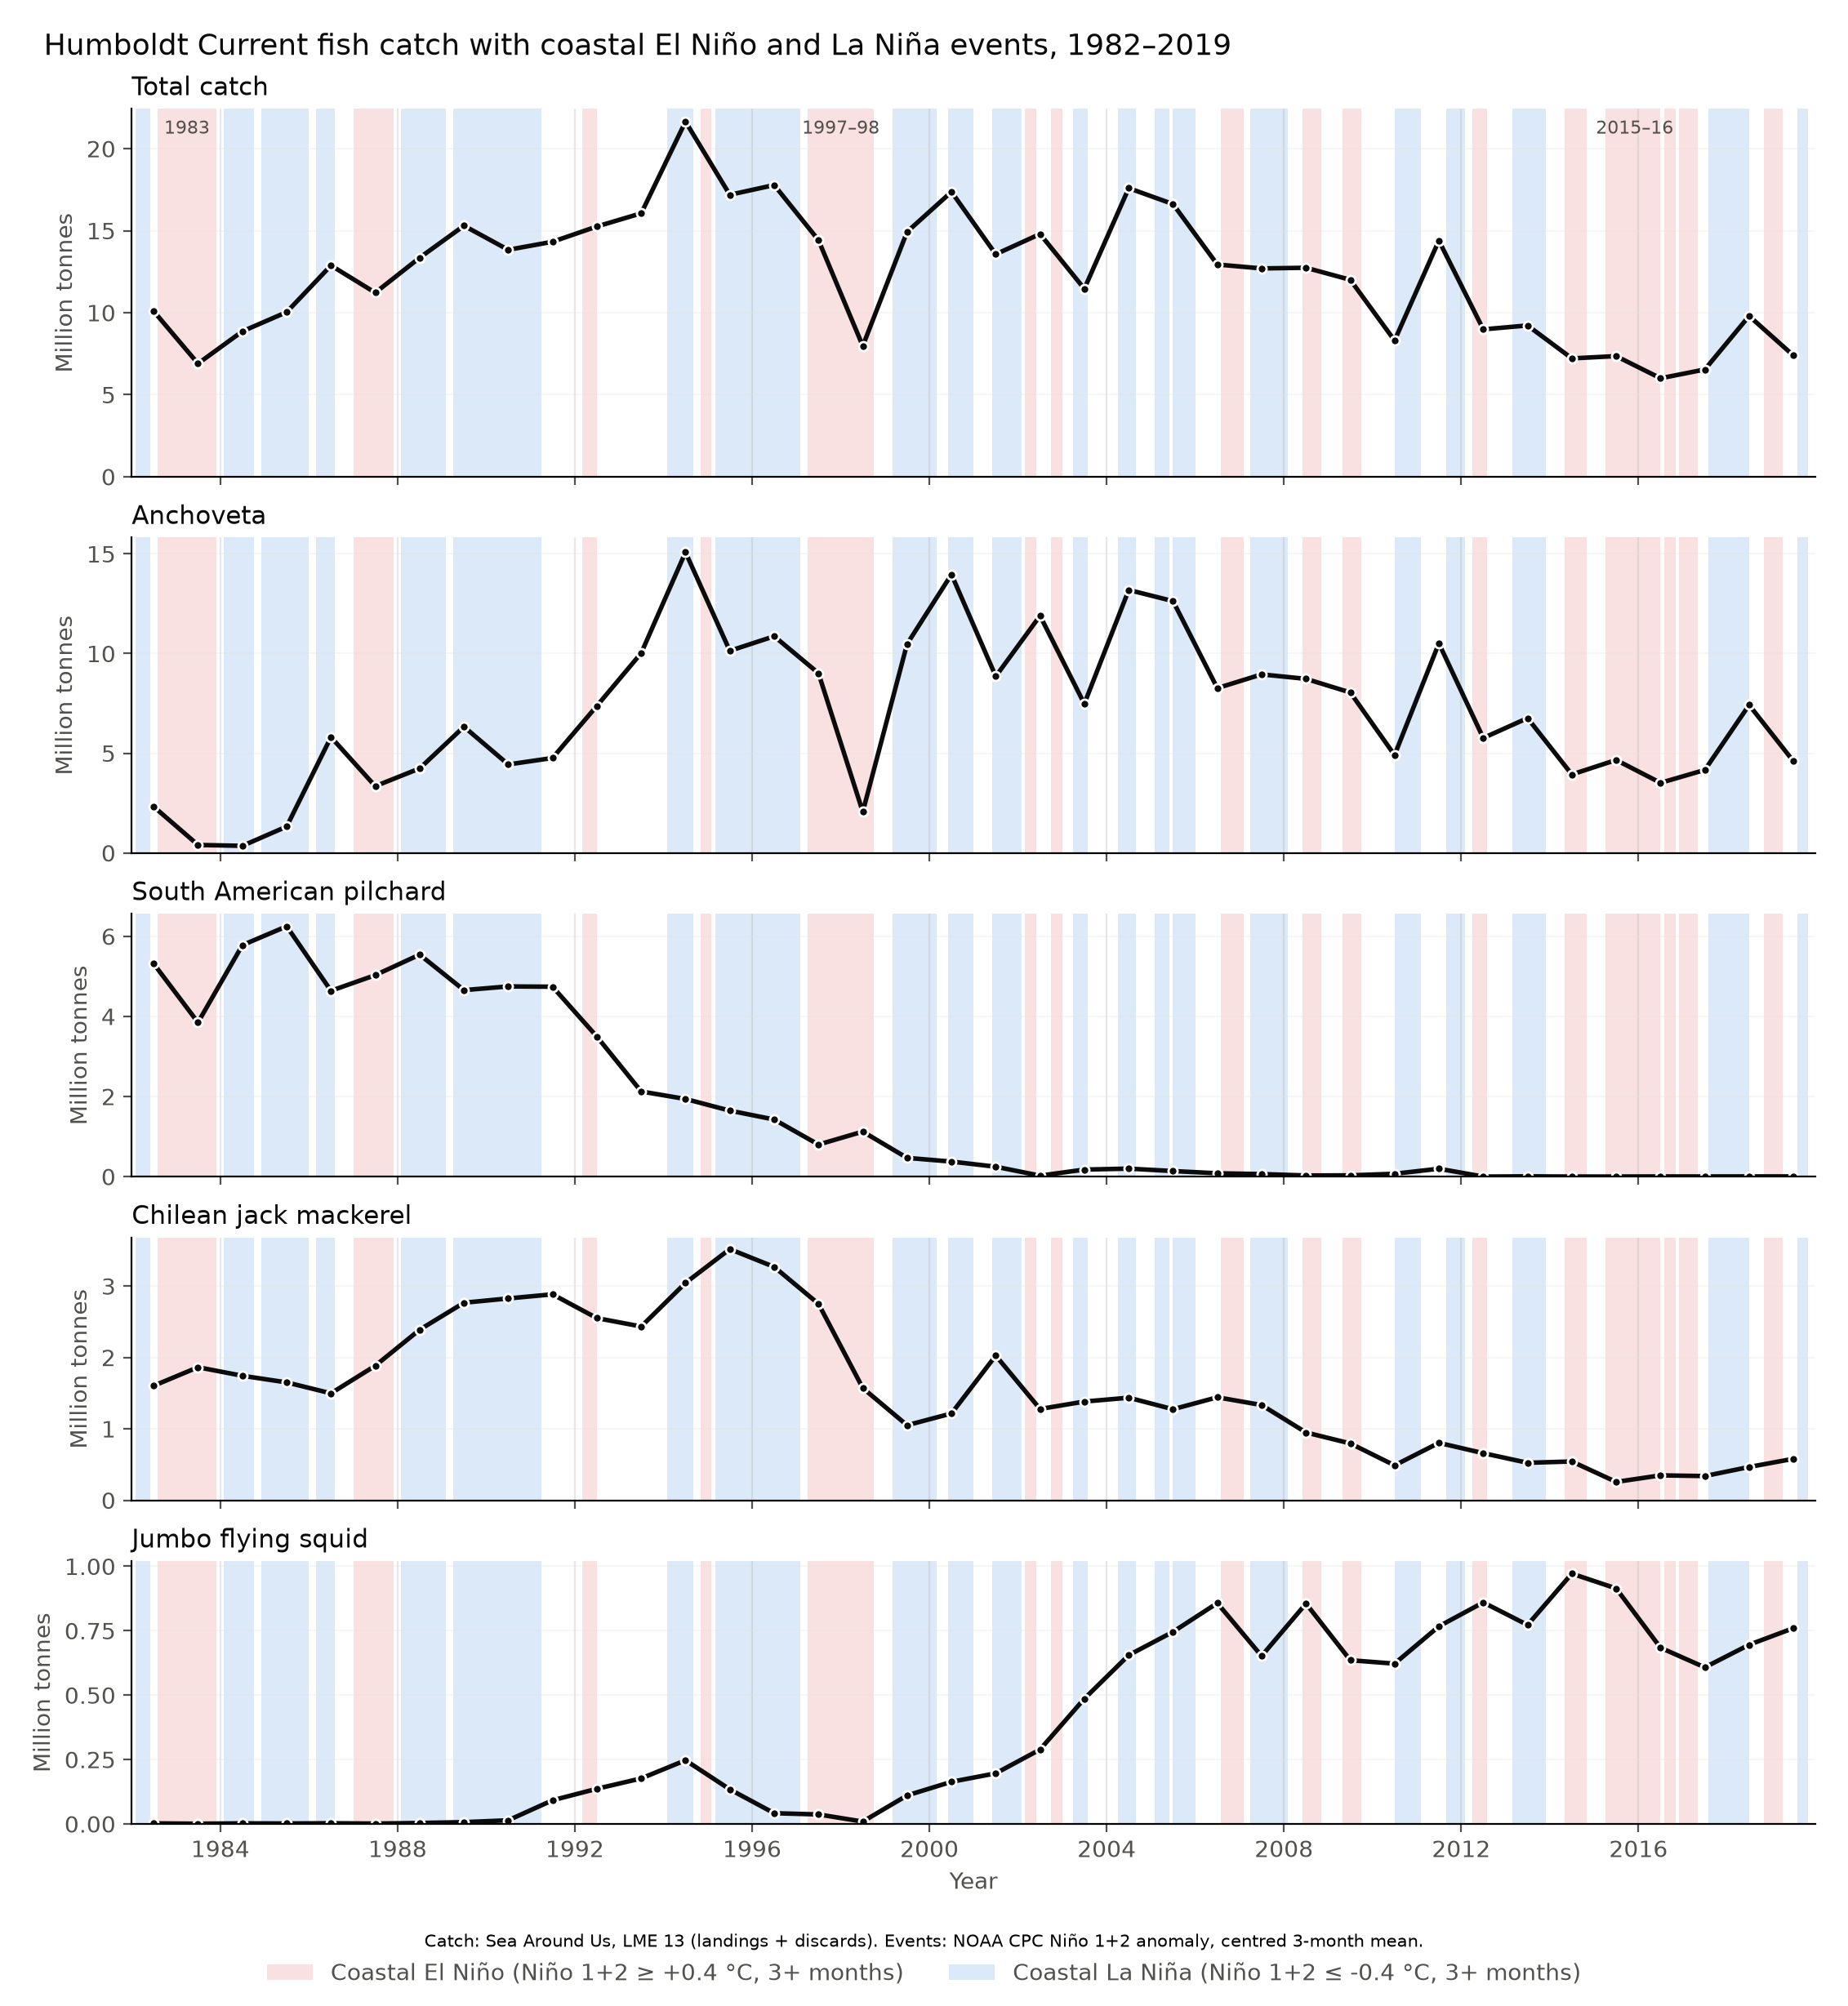 Humboldt Current fish catch with coastal El Niño and La Niña events, 1982–2019
Total catch
1983
1997–98
2015–16
Million tonnes
20
15
10
5
0
Anchoveta
Million tonnes
15
10
5
0
South American pilchard
Million tonnes
6
4
2
0
Chilean jack mackerel
Million tonnes
3
2
1
0
Jumbo flying squid
Million tonnes
1.00
0.75
0.50
0.25
0.00
1984 1988 1992 1996 2000 2004 2008 2012 2016
Year
Catch: Sea Around Us, LME 13 (landings + discards). Events: NOAA CPC Niño 1+2 anomaly, centred 3-month mean.
Coastal El Niño (Niño 1+2 ≥ +0.4 °C, 3+ months) Coastal La Niña (Niño 1+2 ≤ -0.4 °C, 3+ months)